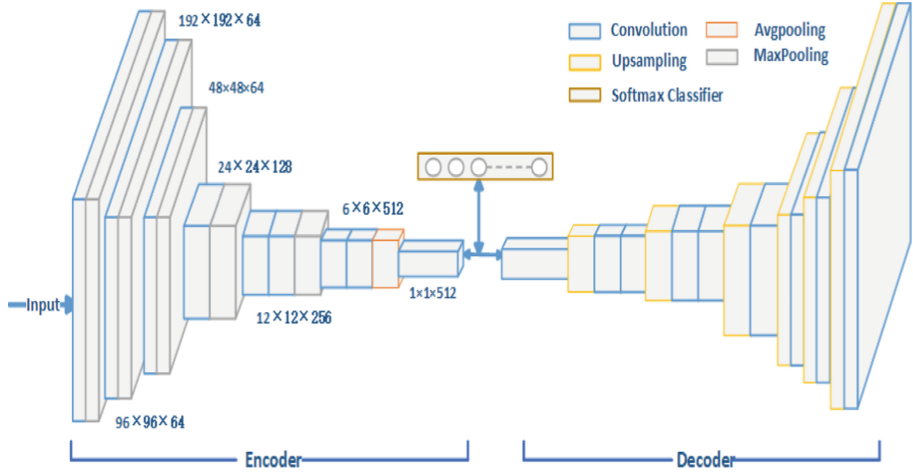 192×192×64
Convolution
Avgpooling
Upsampling
MaxPooling
48×48×64
Softmax Classifier
24×24×128
6×6×512
1×1×512
Input
12×12×256
96×96×64
Encoder
Decoder